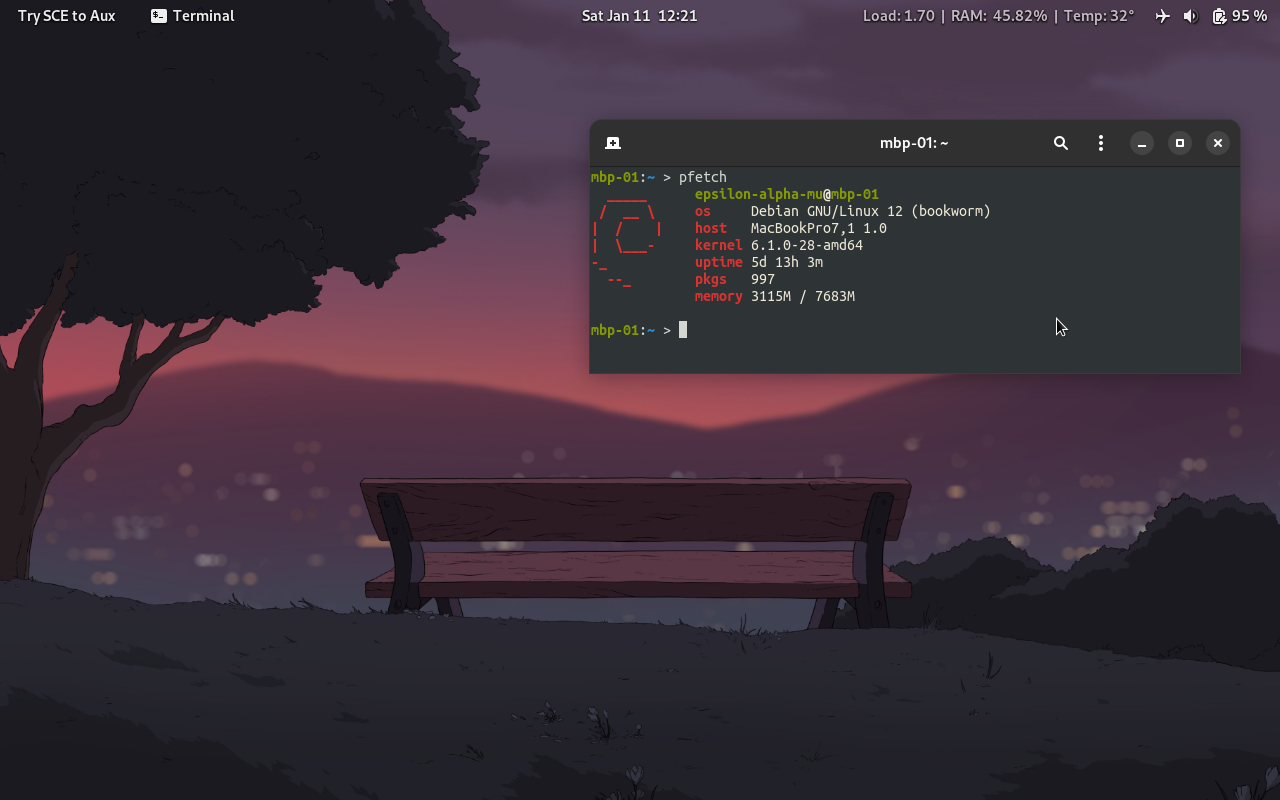 Try SCE to Aux Terminal Sat Jan 11 12:21 Load: 1.70 | RAM: 45.82% | Temp: 32° 95 %
mbp-01: ~
mbp-01:~ > pfetch
epsilon-alpha-mu@mbp-01
os Debian GNU/Linux 12 (bookworm)
host MacBookPro7,1 1.0
kernel 6.1.0-28-amd64
uptime 5d 13h 3m
pkgs 997
memory 3115M / 7683M
mbp-01:~ >